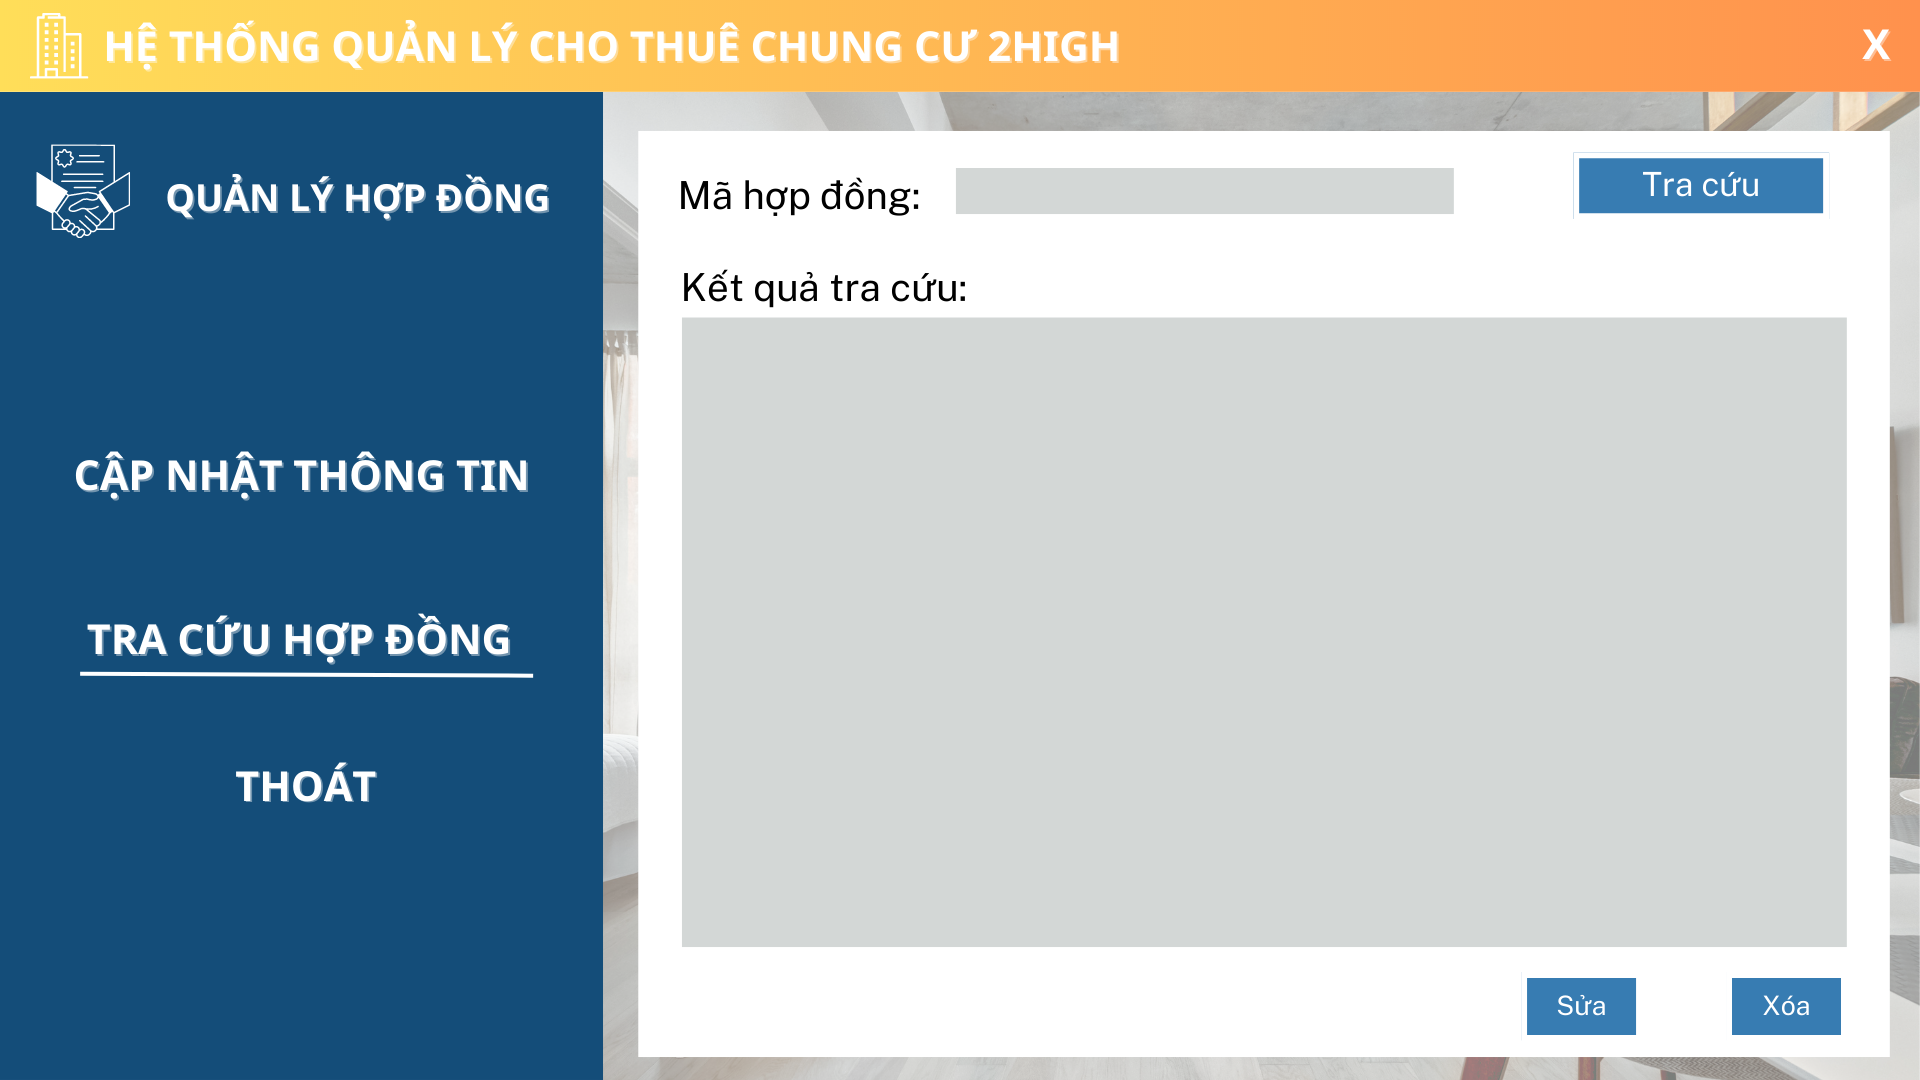 HỆ THỐNG QUẢN LÝ CHO THUÊ CHUNG CƯ 2HIGH
X
QUẢN LÝ HỢP ĐỒNG
CẬP NHẬT THÔNG TIN
TRA CỨU HỢP ĐỒNG
THOÁT
Mã hợp đồng:
Tra cứu
Kết quả tra cứu:
Sửa
Xóa